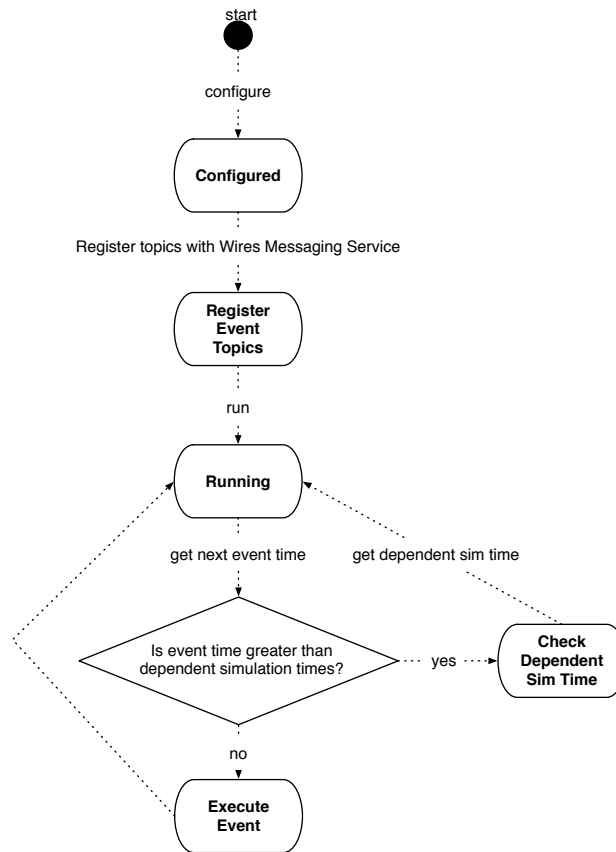 start
configure
Configured
Register topics with Wires Messaging Service
Register
Event
Topics
run
Running
get next event time
get dependent sim time
Is event time greater than
dependent simulation times?
yes
Check
Dependent
Sim Time
no
Execute
Event